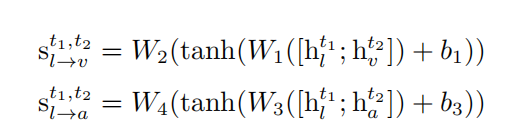 s_{l→v}^{t_1,t_2} = W_2(tanh(W_1([h_l^{t_1}; h_v^{t_2}]) + b_1))
s_{l→a}^{t_1,t_2} = W_4(tanh(W_3([h_l^{t_1}; h_a^{t_2}]) + b_3))